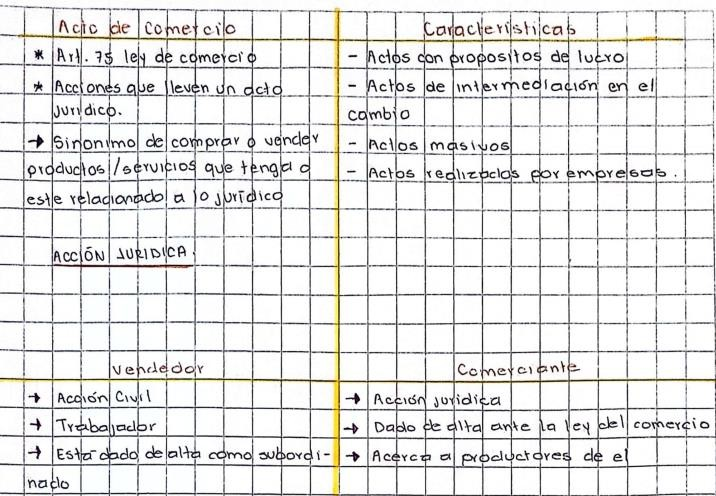 Acto de comercio
* Art. 75 ley de comercio
* Acciones que lleven un acto
Juridico.
→ Sinonimo de comprar o vender
productos/servicios que tenga o
este relacionado a lo jurídico
ACCIÓN JURIDICA.
Características
- Actos con propositos de lucro
- Actos de intermediación en el
cambio
- Actos masivos
- Actos realizados por empresas.
Vendedor
→ Acción Civil
→ Trabajador
→ Esta dado de alta como subordi-
nado
Comerciante
→ Acción juridica
→ Dado de alta ante la ley del comercio
→ Acerca a productores de el